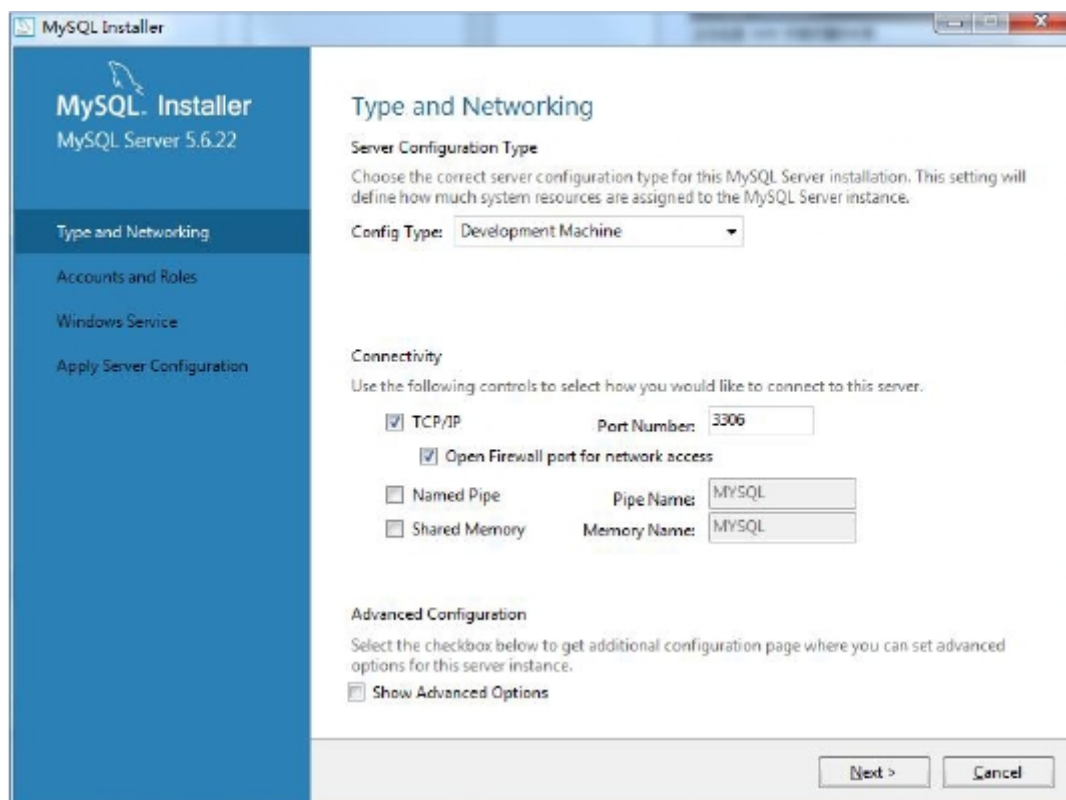 MySQL Installer
MySQL. Installer
MySQL Server 5.6.22
Type and Networking
Accounts and Roles
Windows Service
Apply Server Configuration
Type and Networking
Server Configuration Type
Choose the correct server configuration type for this MySQL Server installation. This setting will
define how much system resources are assigned to the MySQL Server instance.
Config Type: Development Machine
Connectivity
Use the following controls to select how you would like to connect to this server.
TCP/IP Port Number: 3306
Open Firewall port for network access
Named Pipe Pipe Name: MYSQL
Shared Memory Memory Name: MYSQL
Advanced Configuration
Select the checkbox below to get additional configuration page where you can set advanced
options for this server instance.
Show Advanced Options
Next > Cancel